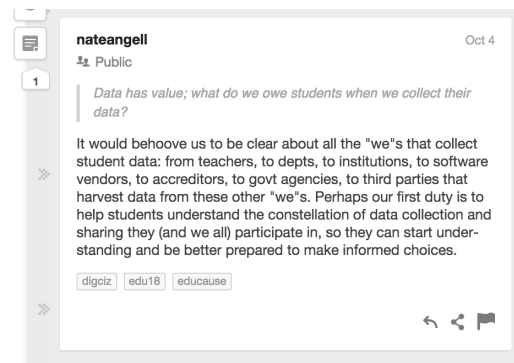 nateangell Oct 4
Public
1
Data has value; what do we owe students when we collect their
data?
It would behoove us to be clear about all the "we"s that collect
student data: from teachers, to depts, to institutions, to software
vendors, to accreditors, to govt agencies, to third parties that
harvest data from these other "we"s. Perhaps our first duty is to
help students understand the constellation of data collection and
sharing they (and we all) participate in, so they can start under-
standing and be better prepared to make informed choices.
digciz edu18 educause